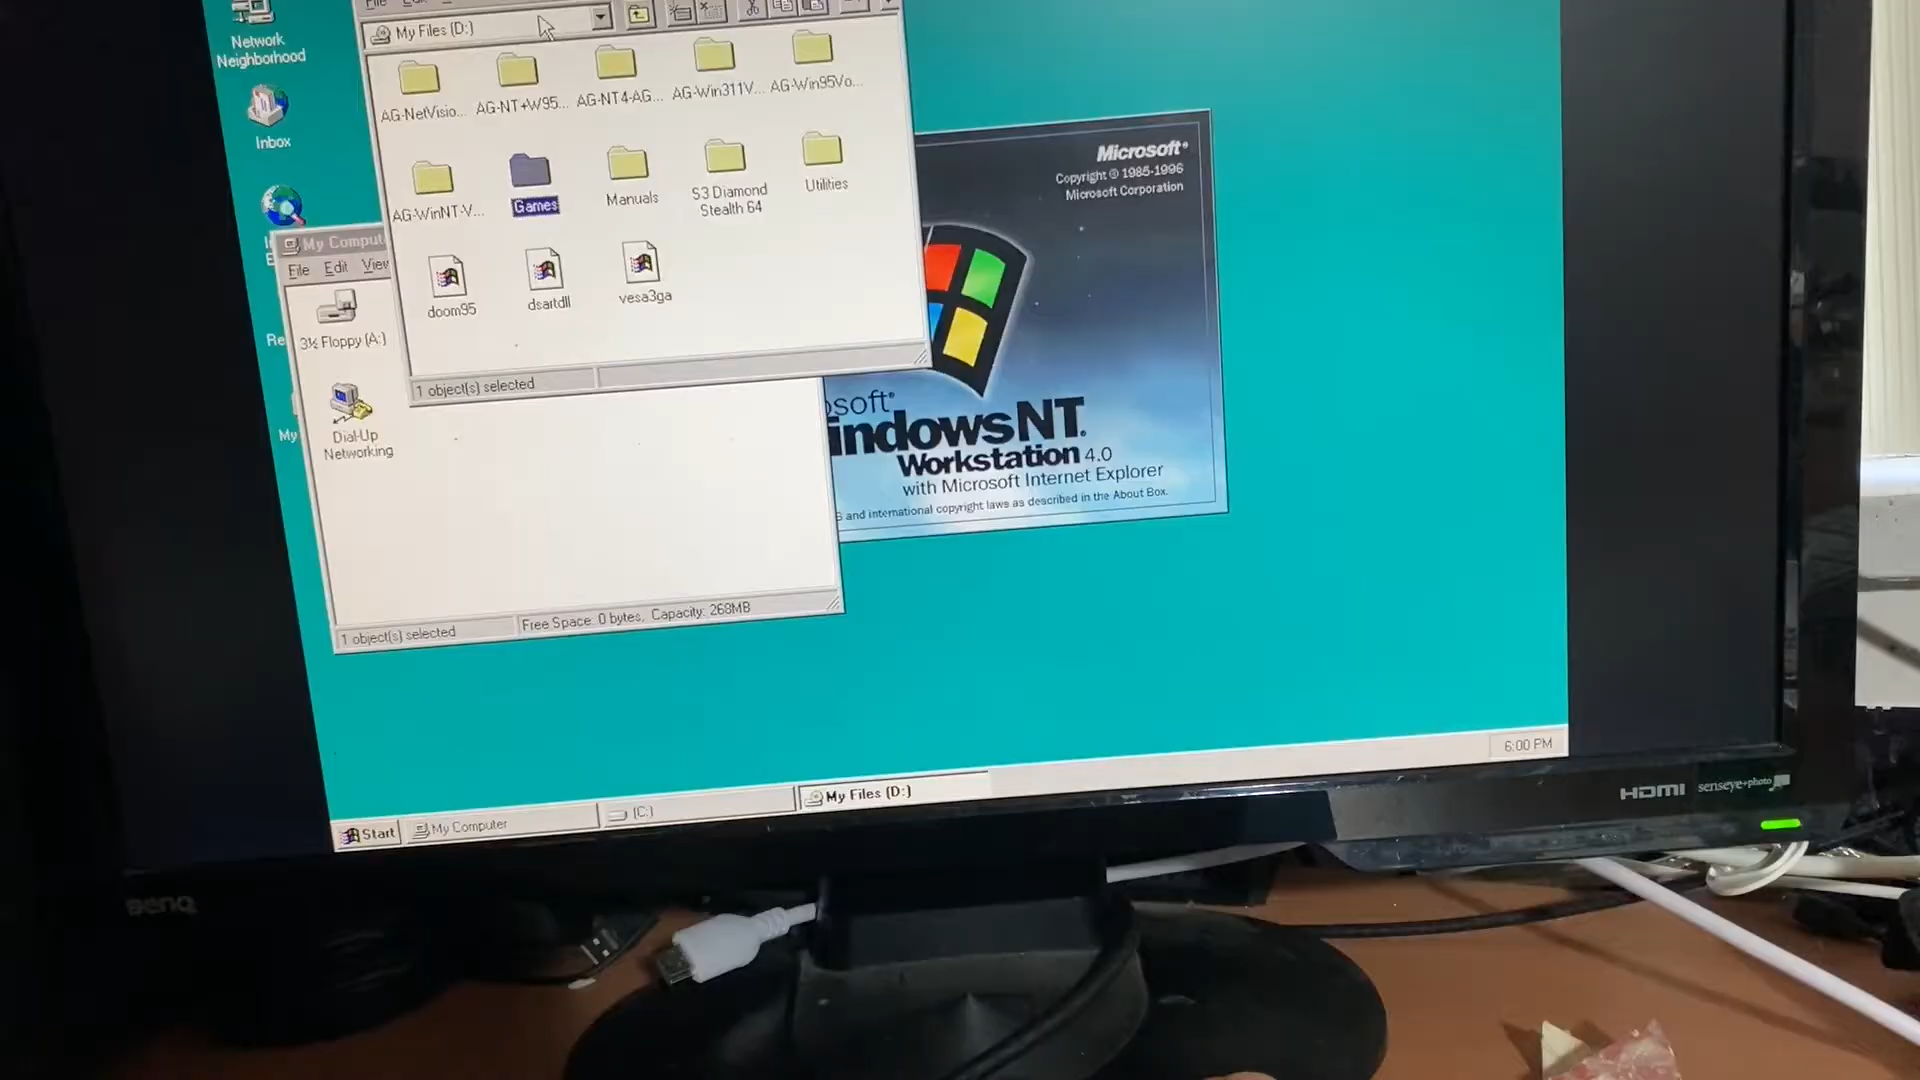 Network
Neighborhood
Inbox
My Files (D:)
AG-NetVisio...
AG-NT+W95...
AG-NT4-AG...
AG-Win311V...
AG-Win95Vo...
AG-WinNT-V...
Games
Manuals
S3 Diamond
Stealth 64
Utilities
doom95
dsartdll
vesa3ga
1 object(s) selected
My Comput
File Edit View
3½ Floppy (A:)
Dial-Up
Networking
Re
My
1 object(s) selected
Free Space: 0 bytes, Capacity: 268MB
Microsoft
Copyright © 1985-1996
Microsoft Corporation
osoft
indowsNT
Workstation 4.0
with Microsoft Internet Explorer
S and international copyright laws as described in the About Box.
Start
My Computer
(C:)
My Files (D:)
6:00 PM
HDMI
senseye+photo
BenQ